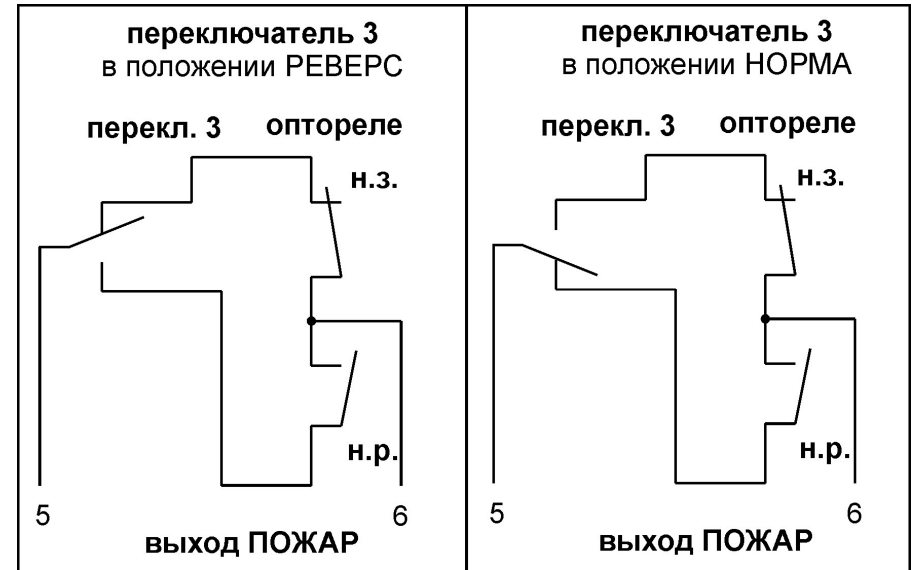 переключатель 3
в положении РЕВЕРС
перекл. 3
оптореле
н.з.
н.р.
5
6
выход ПОЖАР
переключатель 3
в положении НОРМА
перекл. 3
оптореле
н.з.
н.р.
5
6
выход ПОЖАР